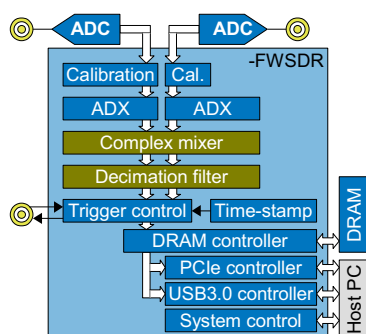 ADC
ADC
-FWSDR
Calibration
Cal.
ADX
ADX
Complex mixer
Decimation filter
Trigger control
Time-stamp
DRAM controller
PCIe controller
USB3.0 controller
System control
DRAM
Host PC